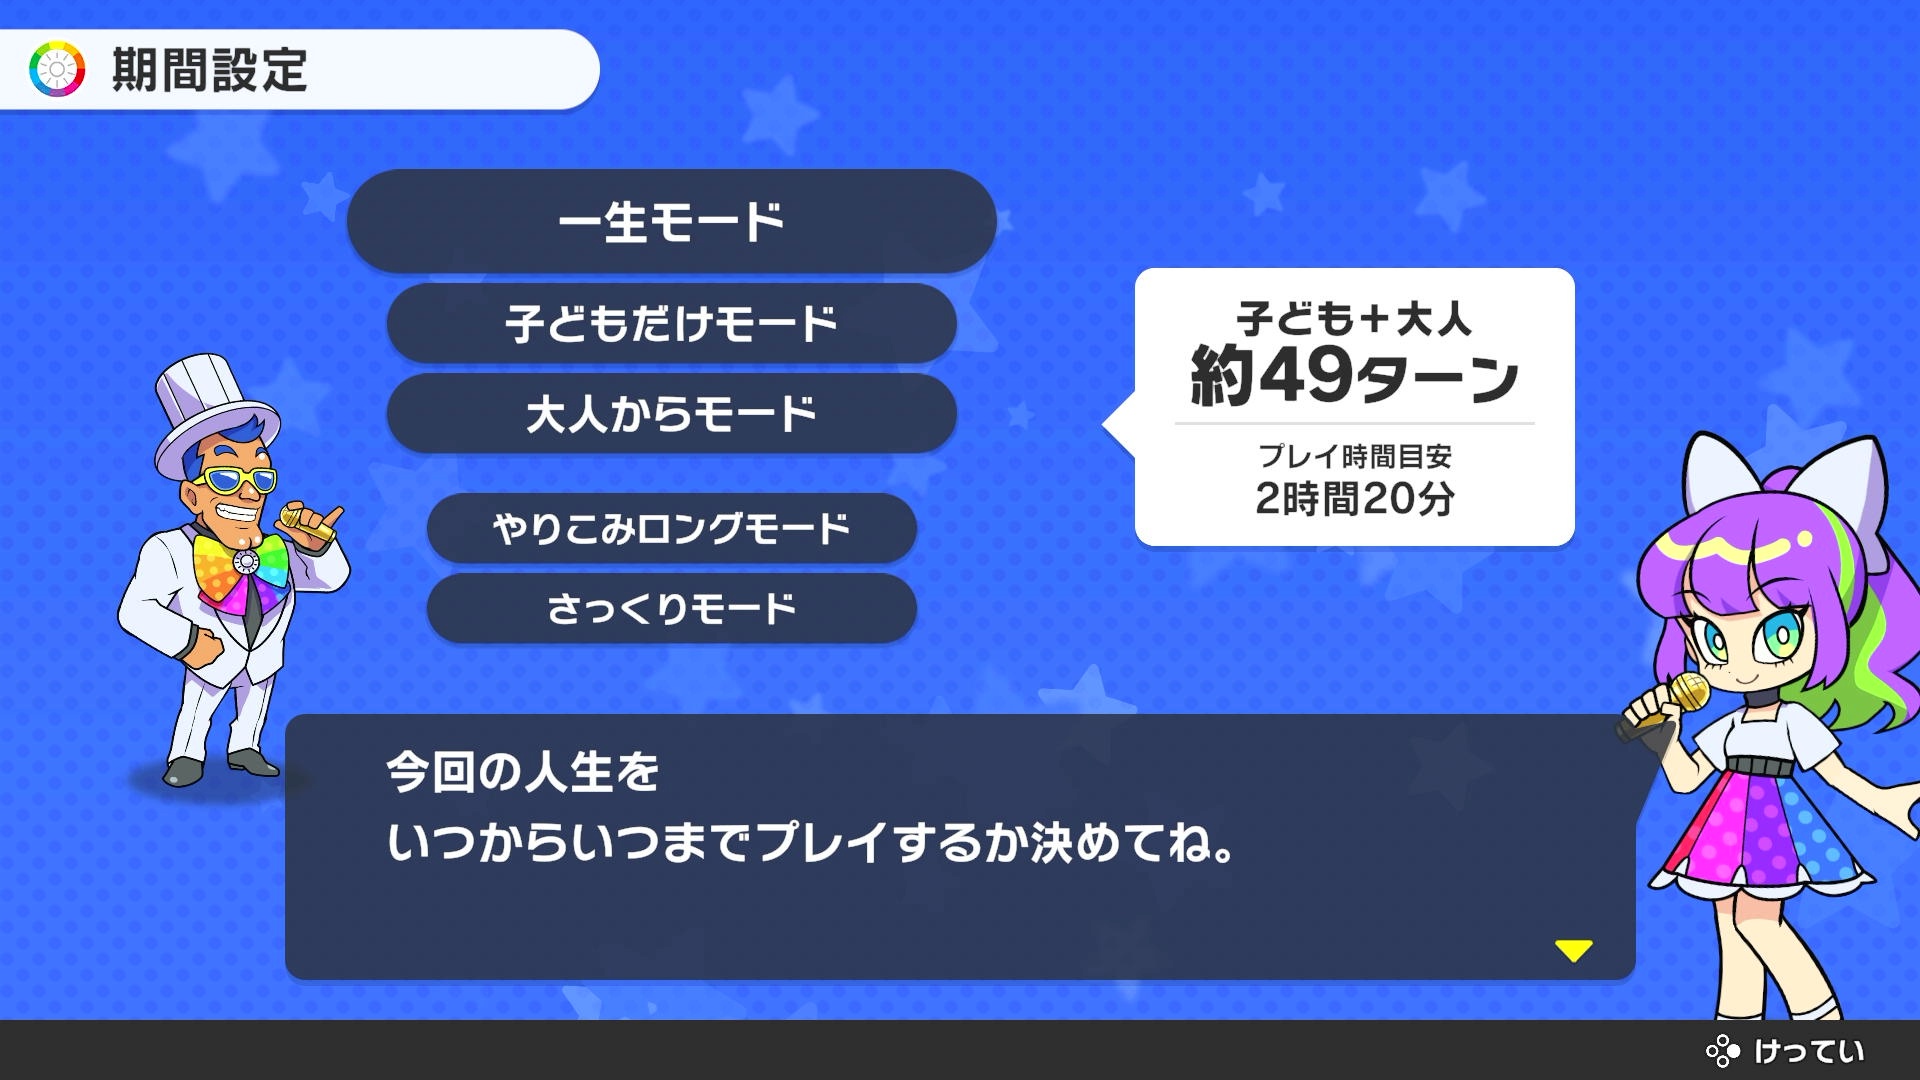 期間設定
一生モード
子どもだけモード
大人からモード
やりこみロングモード
さっくりモード
子ども＋大人
約49ターン
プレイ時間目安
2時間20分
今回の人生を
いつからいつまでプレイするか決めてね。
けってい